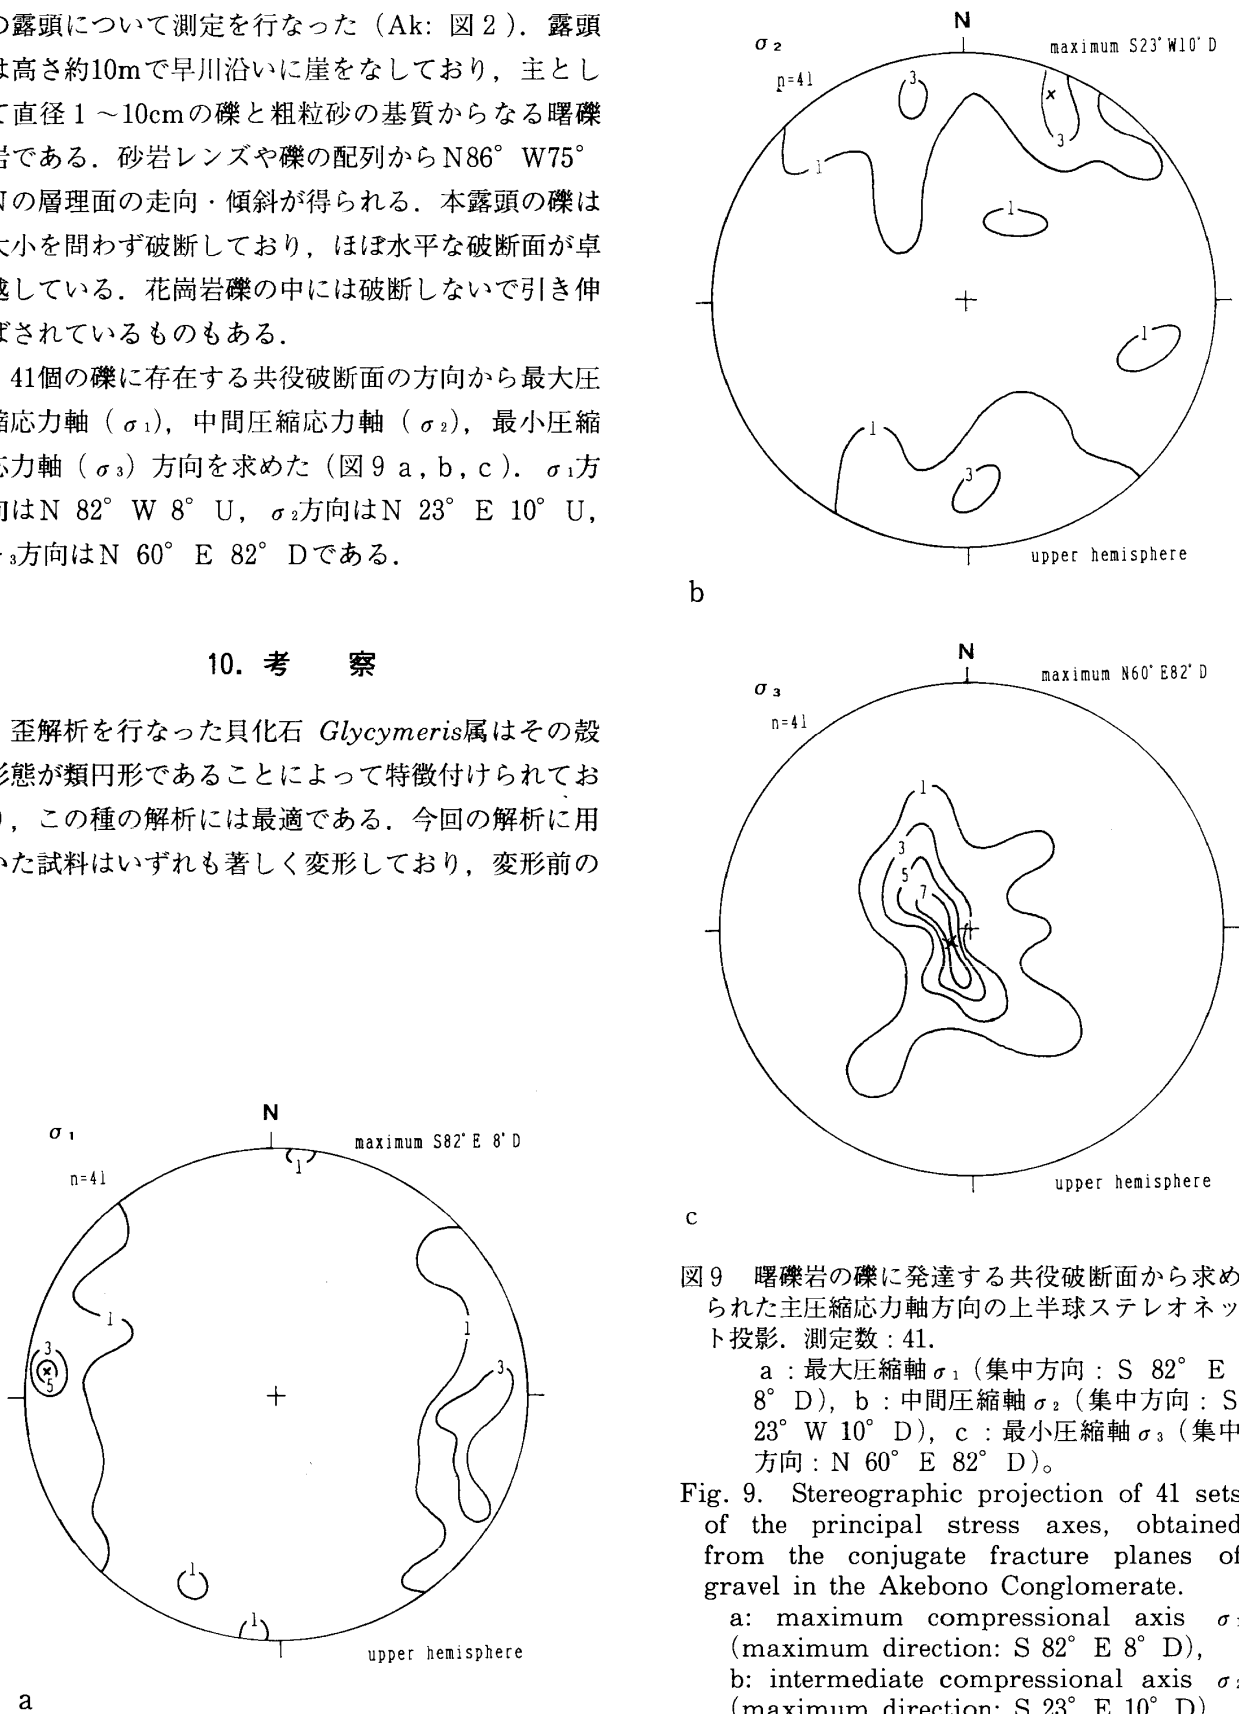 の露頭について測定を行なった（Ak: 図２）．露頭
は高さ約10mで早川沿いに崖をなしており，主とし
て直径１～10cmの礫と粗粒砂の基質からなる曙礫
岩である．砂岩レンズや礫の配列からN86° W75°
Nの層理面の走向・傾斜が得られる．本露頭の礫は
大小を問わず破断しており，ほぼ水平な破断面が卓
越している．花崗岩礫の中には破断しないで引き伸
ばされているものもある．
41個の礫に存在する共役破断面の方向から最大圧
縮応力軸（σ₁），中間圧縮応力軸（σ₂），最小圧縮
応力軸（σ₃）方向を求めた（図９a, b, c）．σ₁方
向はN 82° W 8° U，σ₂方向はN 23° E 10° U，
₃方向はN 60° E 82° Dである．
10. 考　察
歪解析を行なった貝化石 Glycymeris属はその殻
形態が類円形であることによって特徴付けられてお
り，この種の解析には最適である．今回の解析に用
いた試料はいずれも著しく変形しており，変形前の
N
σ₁
maximum S82°E 8°D
n=41
1
1
1
3
3
5
1
1
upper hemisphere
a
N
σ₂
maximum S23°W10°D
n=41
3
3
1
1
1
1
3
upper hemisphere
b
N
σ₃
maximum N60°E82°D
n=41
1
3
5
7
upper hemisphere
c
図９　曙礫岩の礫に発達する共役破断面から求め
られた主圧縮応力軸方向の上半球ステレオネッ
ト投影．測定数：41.
a：最大圧縮軸σ₁（集中方向：S 82° E
8° D），b：中間圧縮軸σ₂（集中方向：S
23° W 10° D），c：最小圧縮軸σ₃（集中
方向：N 60° E 82° D）。
Fig. 9. Stereographic projection of 41 sets
of the principal stress axes, obtained
from the conjugate fracture planes of
gravel in the Akebono Conglomerate.
a: maximum compressional axis σ₁
(maximum direction: S 82° E 8° D),
b: intermediate compressional axis σ₂
(maximum direction: S 23° E 10° D)